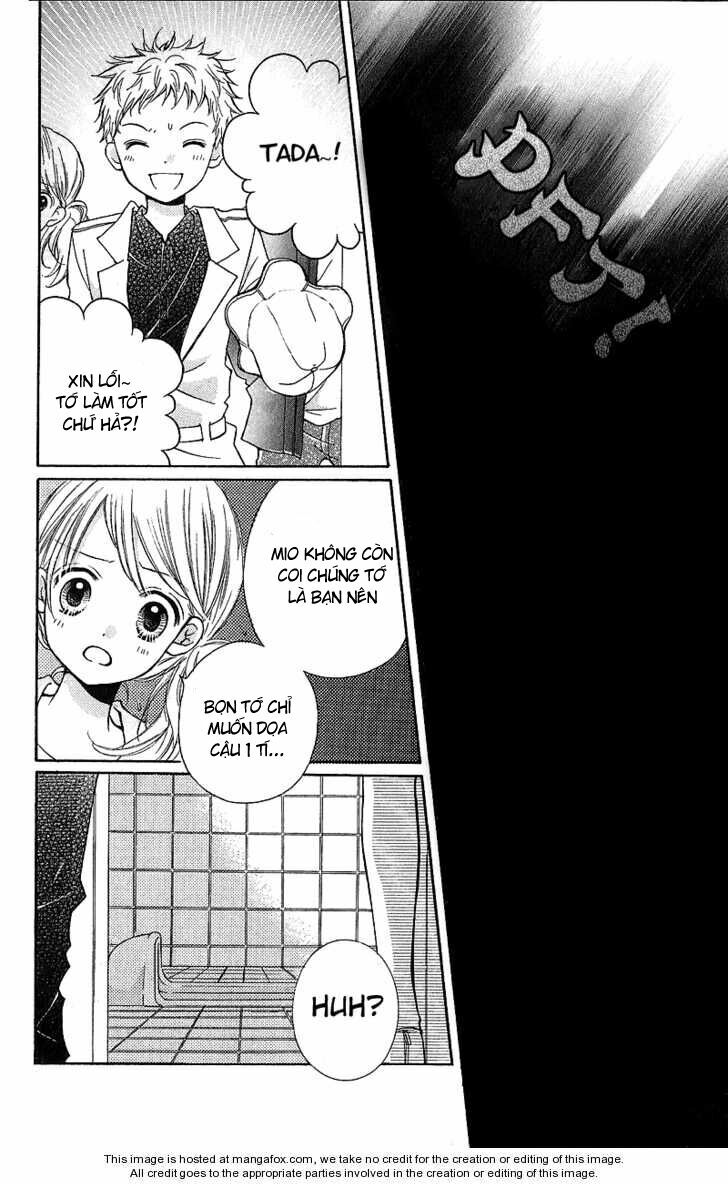 PFT!
TADA~!
XIN LỖI~
TỚ LÀM TỐT
CHỨ HẢ?!
MIO KHÔNG CÒN
COI CHÚNG TỚ
LÀ BẠN NÊN
BỌN TỚ CHỈ
MUỐN DỌA
CẬU 1 TÍ...
HUH?
This image is hosted at mangafox.com, we take no credit for the creation or editing of this image.
All credit goes to the appropriate parties involved in the creation or editing of this image.